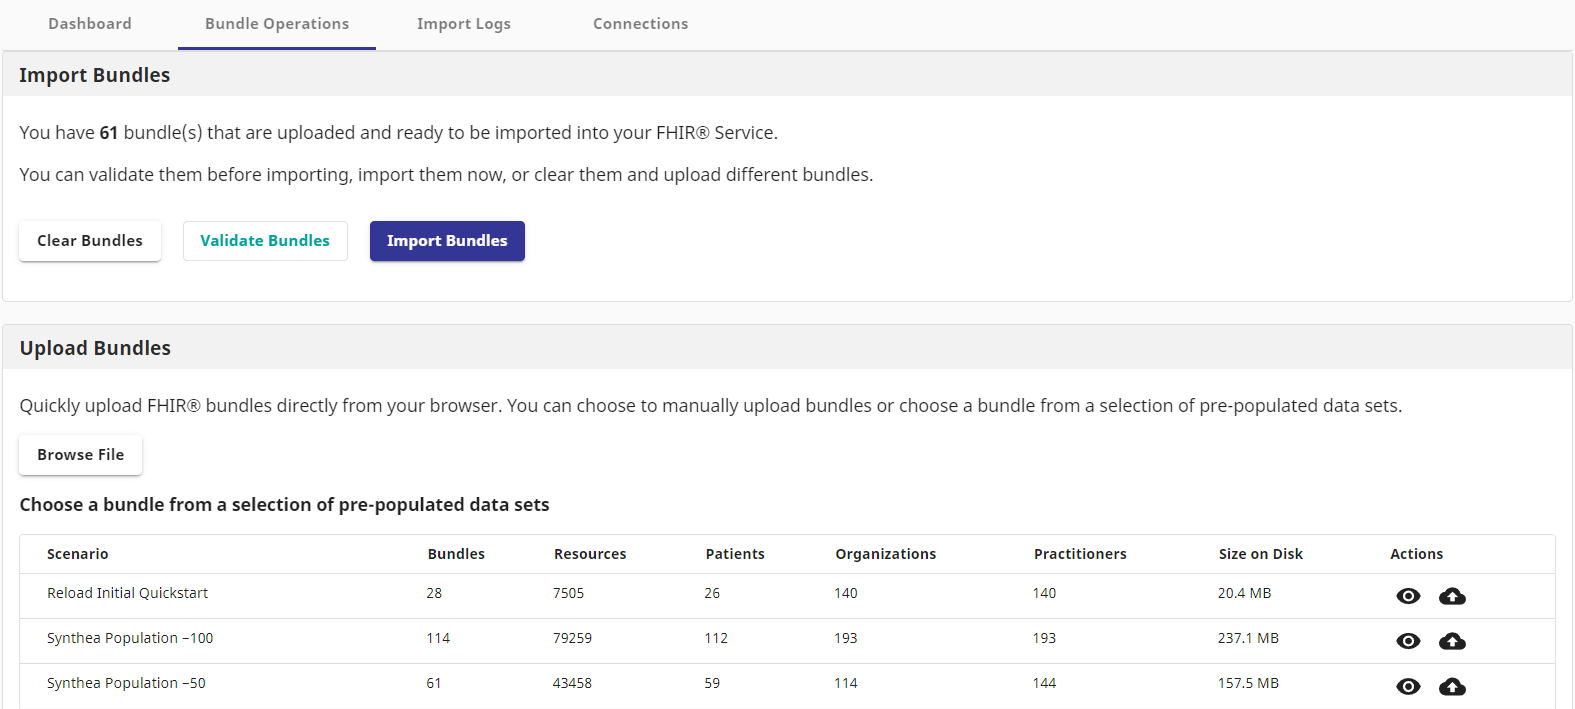 Dashboard Bundle Operations Import Logs Connections
Import Bundles
You have 61 bundle(s) that are uploaded and ready to be imported into your FHIR® Service.
You can validate them before importing, import them now, or clear them and upload different bundles.
Clear Bundles Validate Bundles Import Bundles
Upload Bundles
Quickly upload FHIR® bundles directly from your browser. You can choose to manually upload bundles or choose a bundle from a selection of pre-populated data sets.
Browse File
Choose a bundle from a selection of pre-populated data sets
Scenario Bundles Resources Patients Organizations Practitioners Size on Disk Actions
Reload Initial Quickstart 28 7505 26 140 140 20.4 MB
Synthea Population ~100 114 79259 112 193 193 237.1 MB
Synthea Population ~50 61 43458 59 114 144 157.5 MB